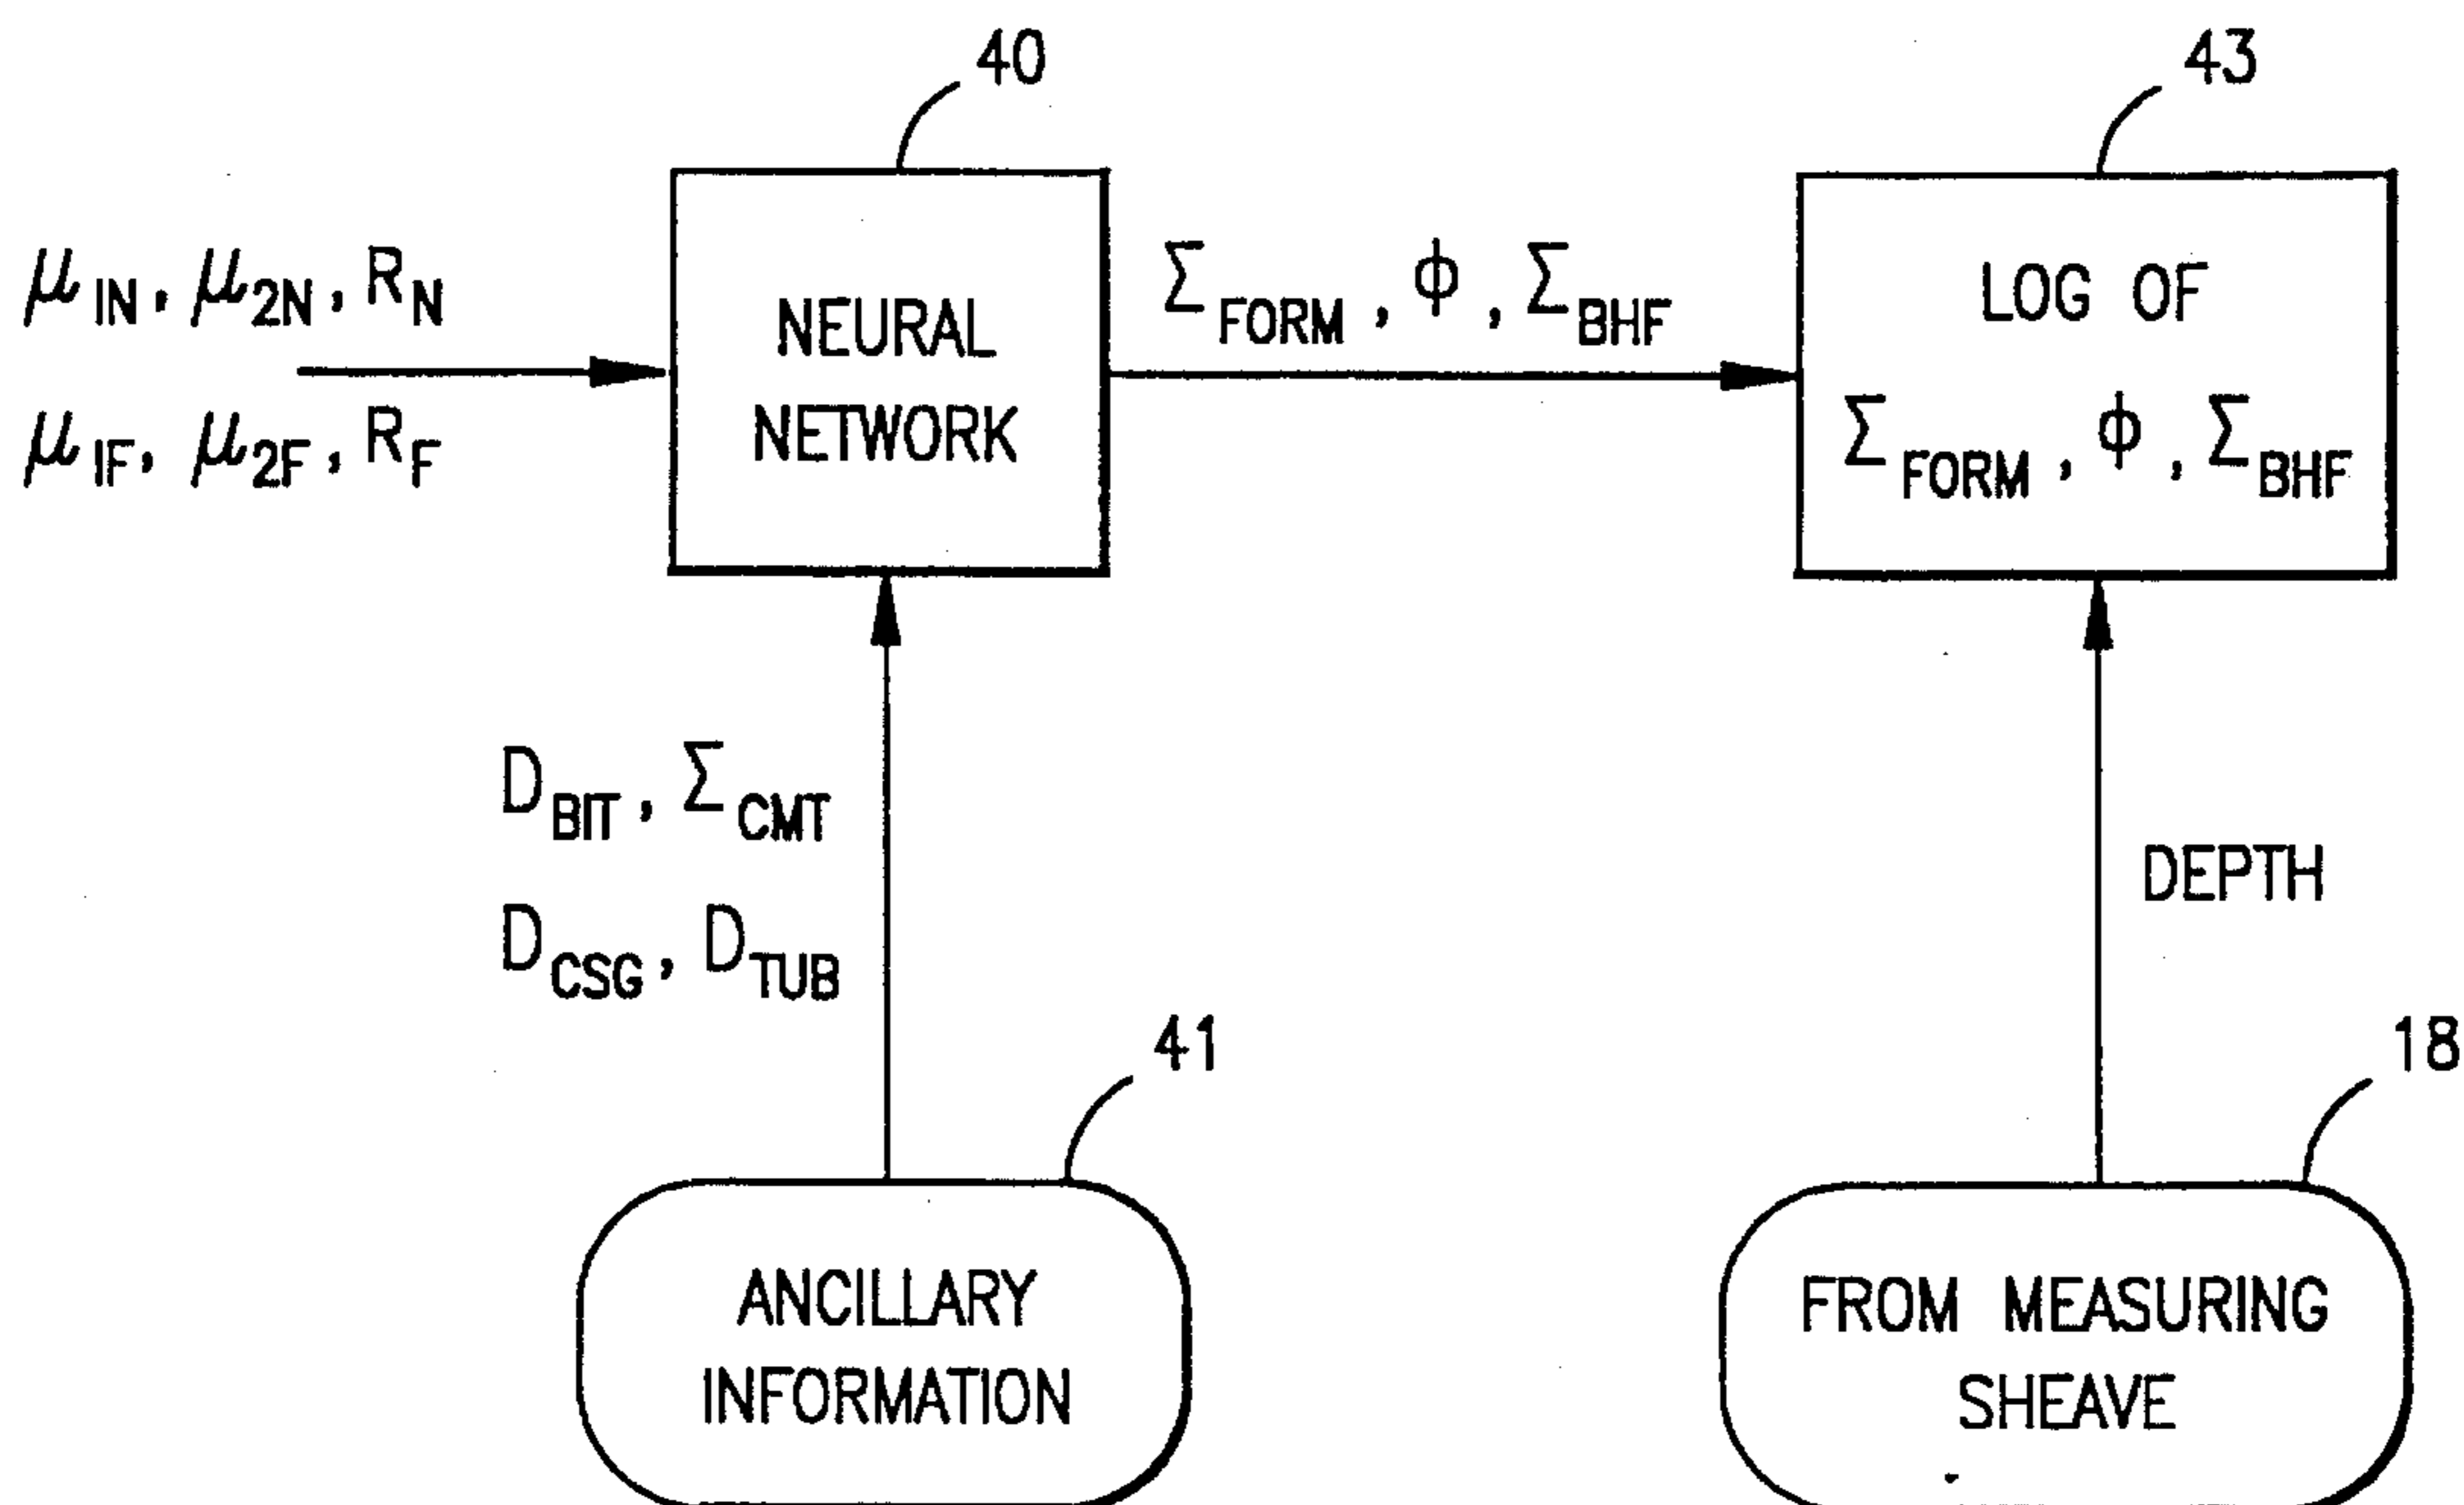 40
43
μ1N, μ2N, RN
μ1F, μ2F, RF
NEURAL
NETWORK
ΣFORM, ϕ, ΣBHF
LOG OF
ΣFORM, ϕ, ΣBHF
DBIT, ΣCMT
DCSG, DTUB
DEPTH
41
18
ANCILLARY
INFORMATION
FROM MEASURING
SHEAVE